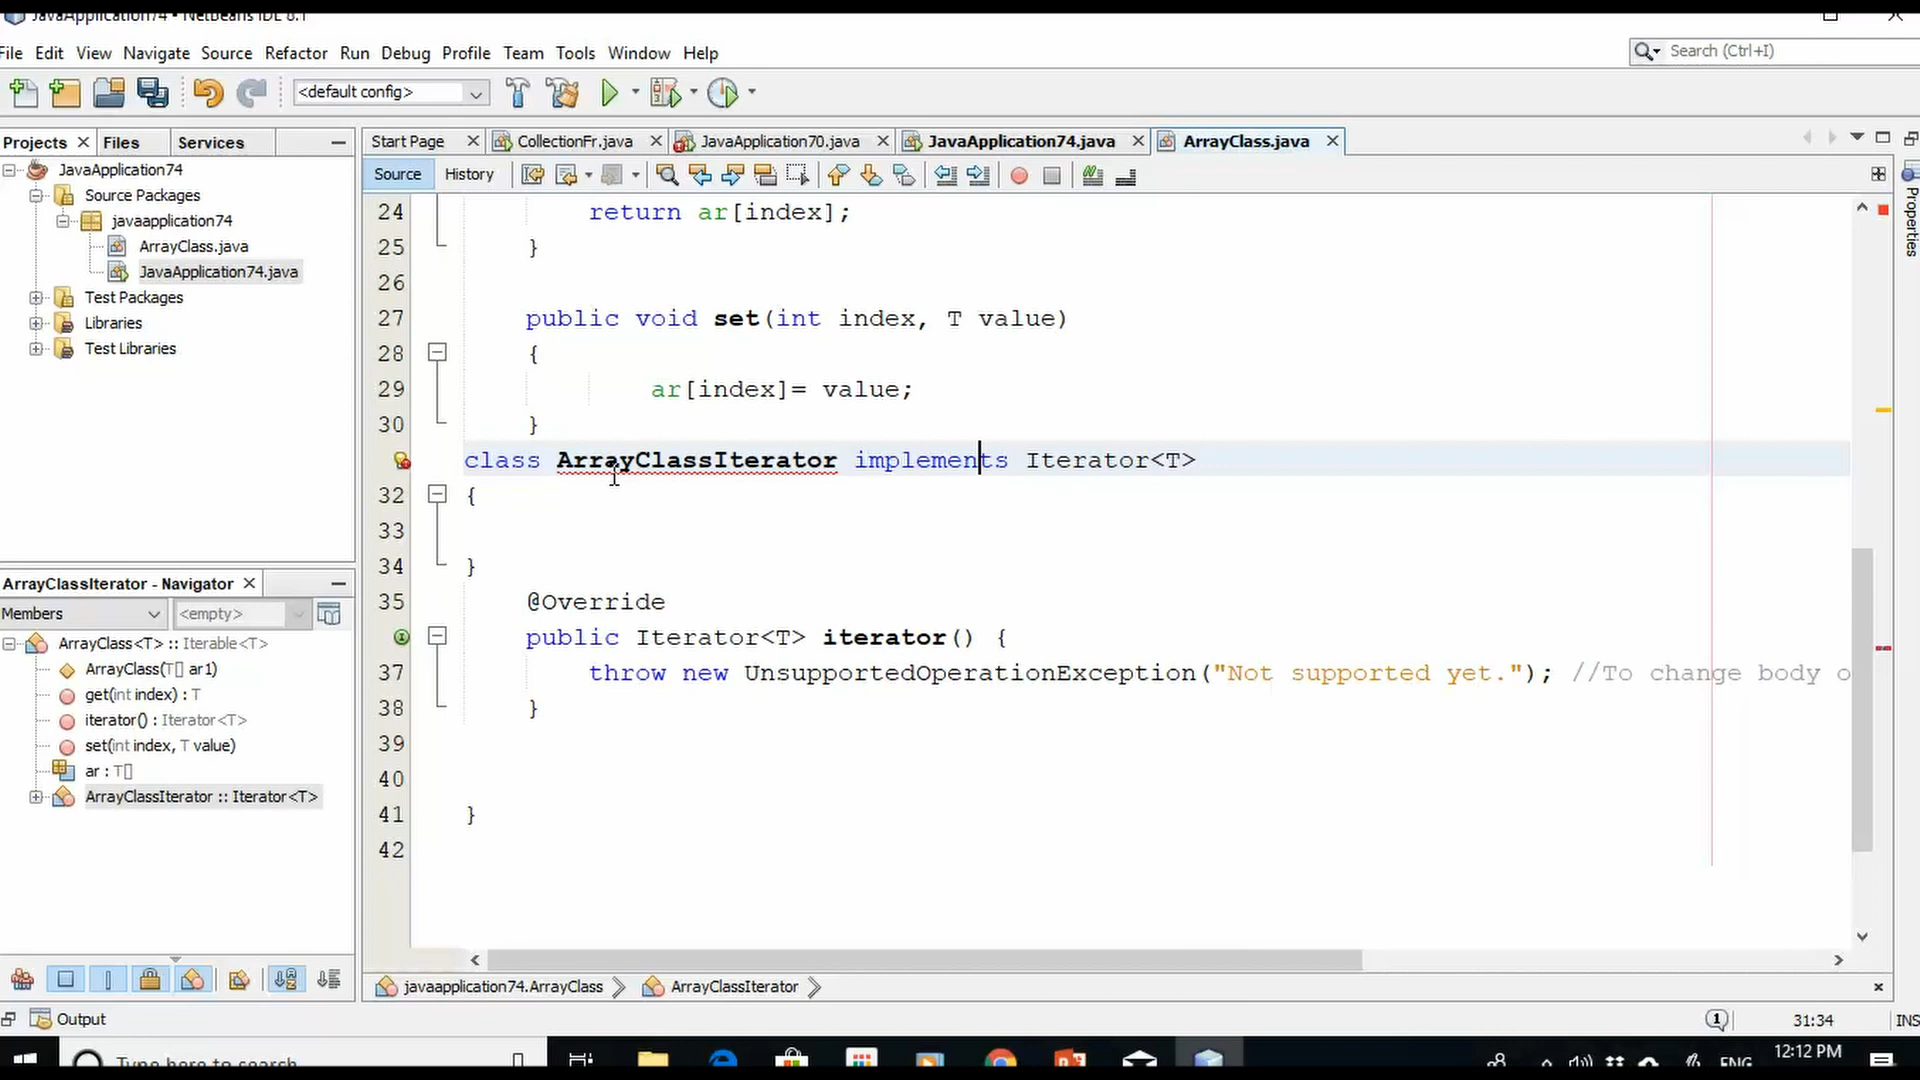 JavaApplication74 - NetBeans IDE 8.1
File Edit View Navigate Source Refactor Run Debug Profile Team Tools Window Help
Search (Ctrl+I)
<default config>
Projects Files Services
Start Page CollectionFr.java JavaApplication70.java JavaApplication74.java ArrayClass.java
Source History
JavaApplication74
Source Packages
javaapplication74
ArrayClass.java
JavaApplication74.java
Test Packages
Libraries
Test Libraries
Properties
24 return ar[index];
25 }
26
27 public void set(int index, T value)
28 {
29 ar[index]= value;
30 }
class ArrayClassIterator implements Iterator<T>
32 {
33
34 }
35 @Override
public Iterator<T> iterator() {
37 throw new UnsupportedOperationException("Not supported yet."); //To change body o
38 }
39
40
41 }
42
ArrayClassIterator - Navigator
Members <empty>
ArrayClass<T> :: Iterable<T>
ArrayClass(T[] ar1)
get(int index) : T
iterator() : Iterator<T>
set(int index, T value)
ar : T[]
ArrayClassIterator :: Iterator<T>
javaapplication74.ArrayClass ArrayClassIterator
Output
1
31:34
INS
Type here to search
ENG
12:12 PM